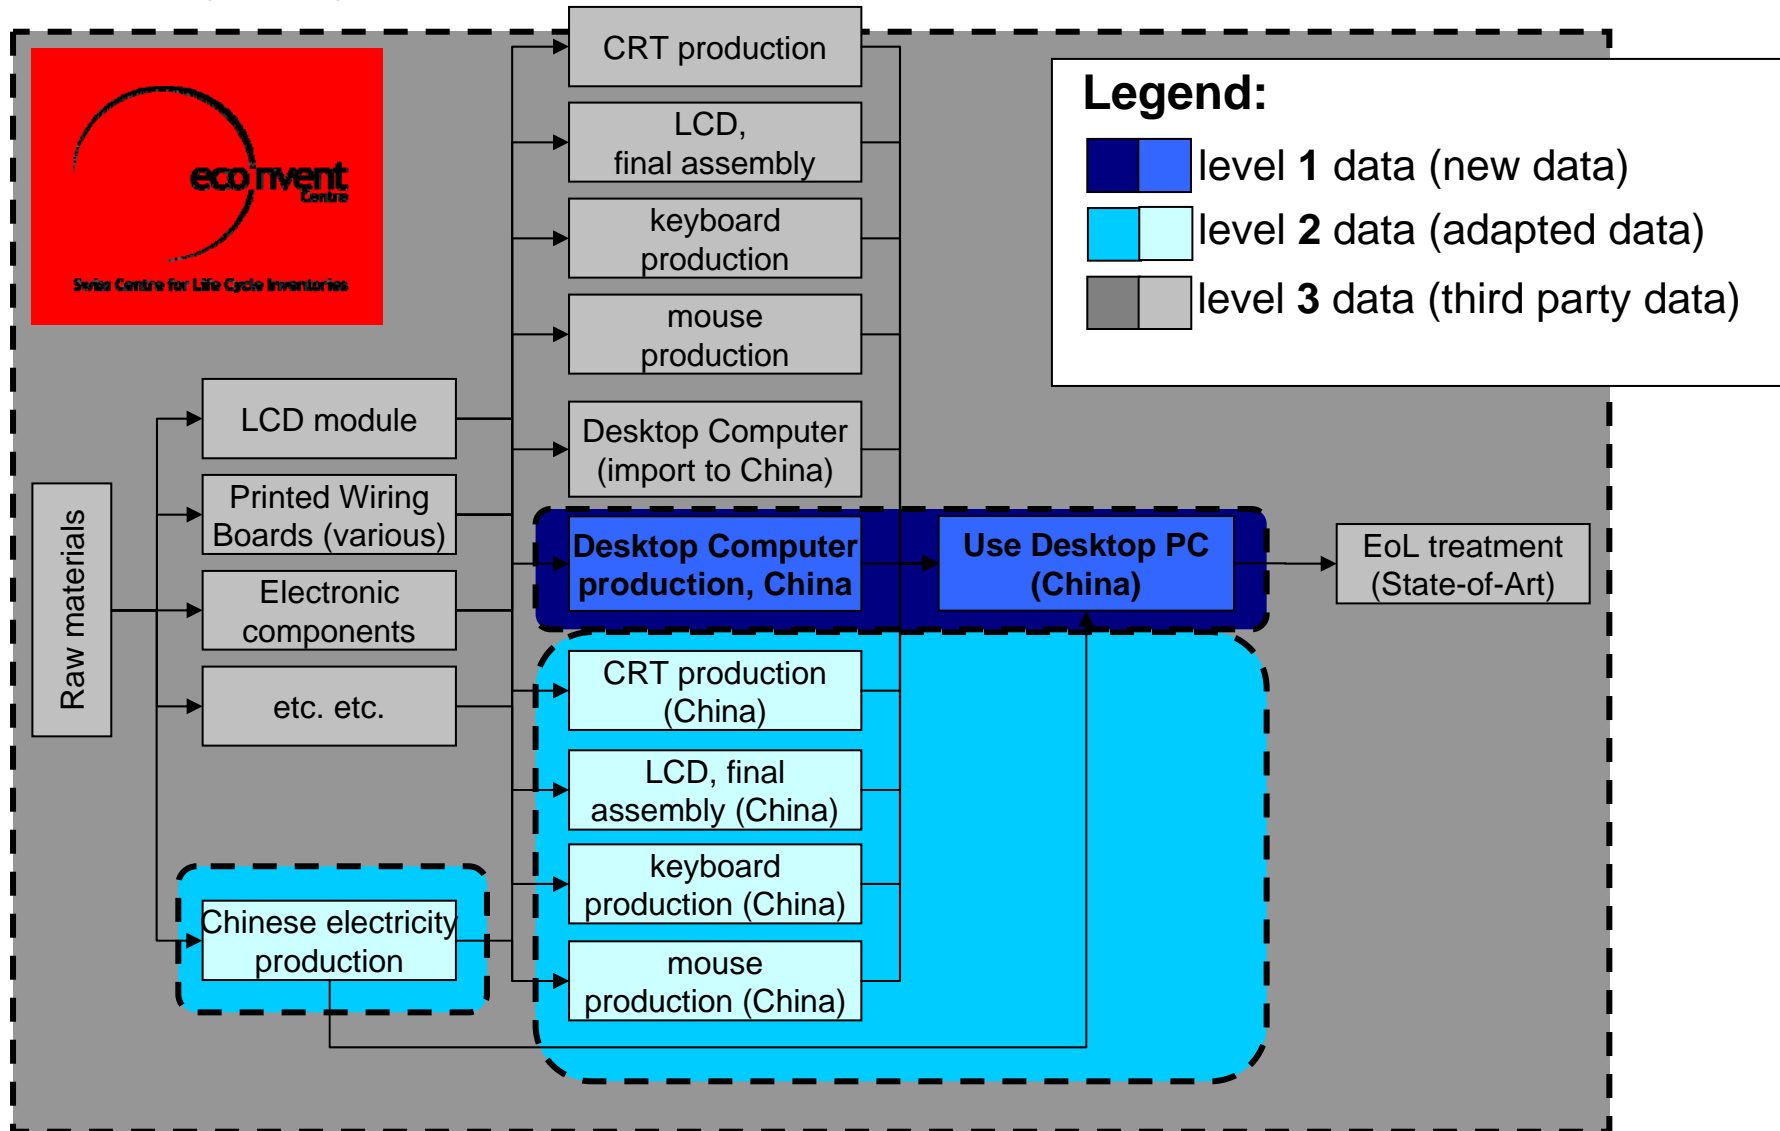 CRT production
LCD,
final assembly
keyboard
production
mouse
production
Desktop Computer
(import to China)
Legend:
level 1 data (new data)
level 2 data (adapted data)
level 3 data (third party data)
ecoinvent
Centre
Swiss Centre for Life Cycle Inventories
Raw materials
LCD module
Printed Wiring
Boards (various)
Electronic
components
etc. etc.
Chinese electricity
production
Desktop Computer
production, China
Use Desktop PC
(China)
EoL treatment
(State-of-Art)
CRT production
(China)
LCD, final
assembly (China)
keyboard
production (China)
mouse
production (China)